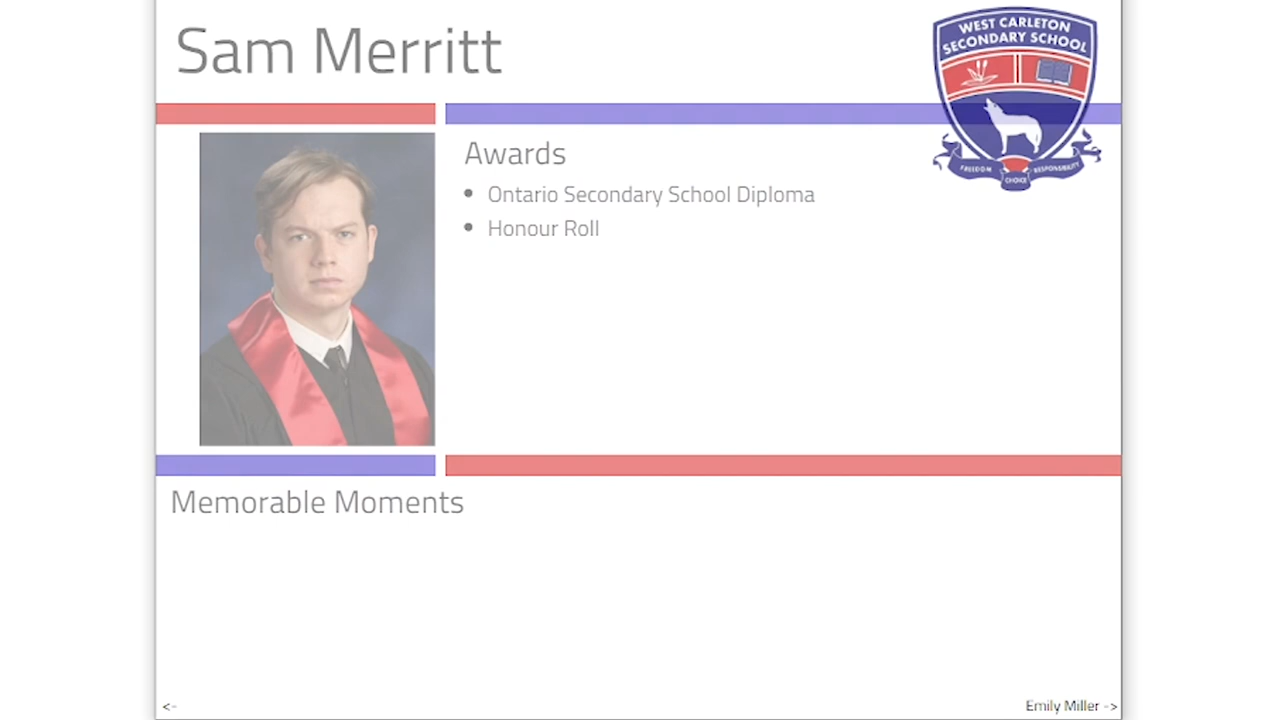 Sam Merritt
WEST CARLETON
SECONDARY SCHOOL
FREEDOM
CHOICE
RESPONSIBILITY
Awards
• Ontario Secondary School Diploma
• Honour Roll
Memorable Moments
<-
Emily Miller ->